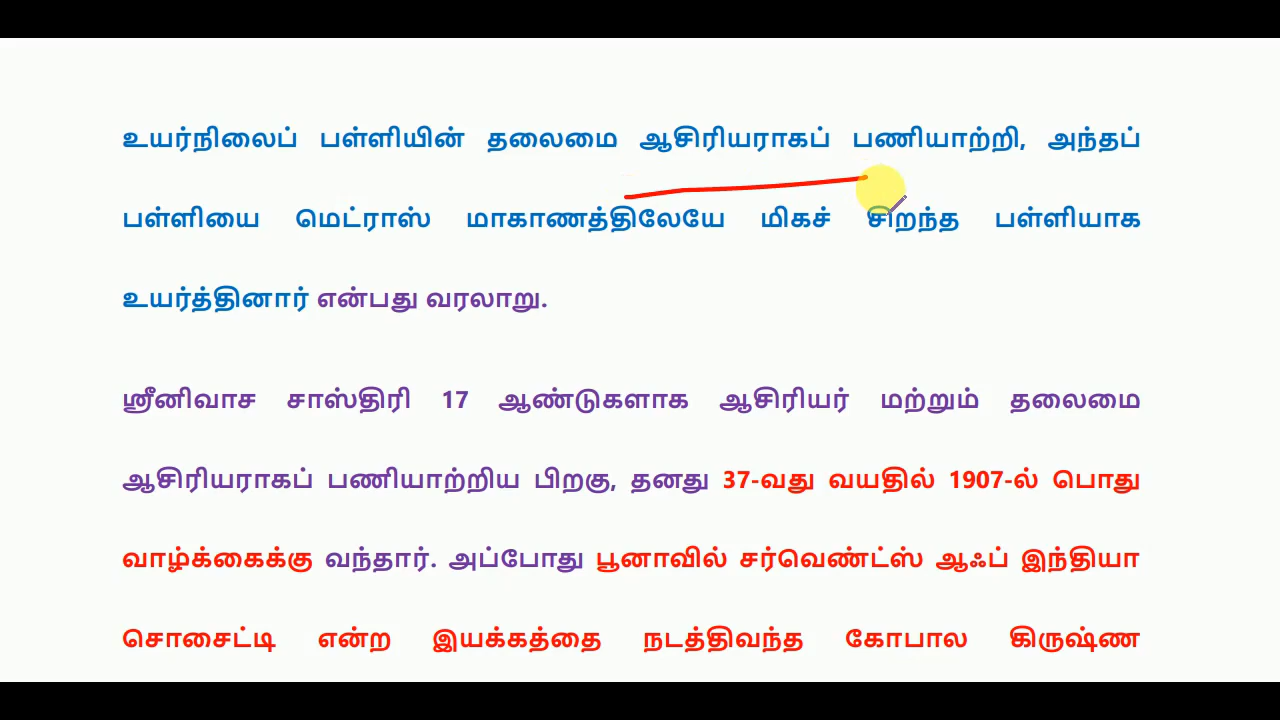 உயர்நிலைப் பள்ளியின் தலைமை ஆசிரியராகப் பணியாற்றி, அந்தப்
பள்ளியை மெட்ராஸ் மாகாணத்திலேயே மிகச் சிறந்த பள்ளியாக
உயர்த்தினார் என்பது வரலாறு.
ஸ்ரீனிவாச சாஸ்திரி 17 ஆண்டுகளாக ஆசிரியர் மற்றும் தலைமை
ஆசிரியராகப் பணியாற்றிய பிறகு, தனது 37-வது வயதில் 1907-ல் பொது
வாழ்க்கைக்கு வந்தார். அப்போது பூனாவில் சர்வெண்ட்ஸ் ஆஃப் இந்தியா
சொசைட்டி என்ற இயக்கத்தை நடத்திவந்த கோபால கிருஷ்ண